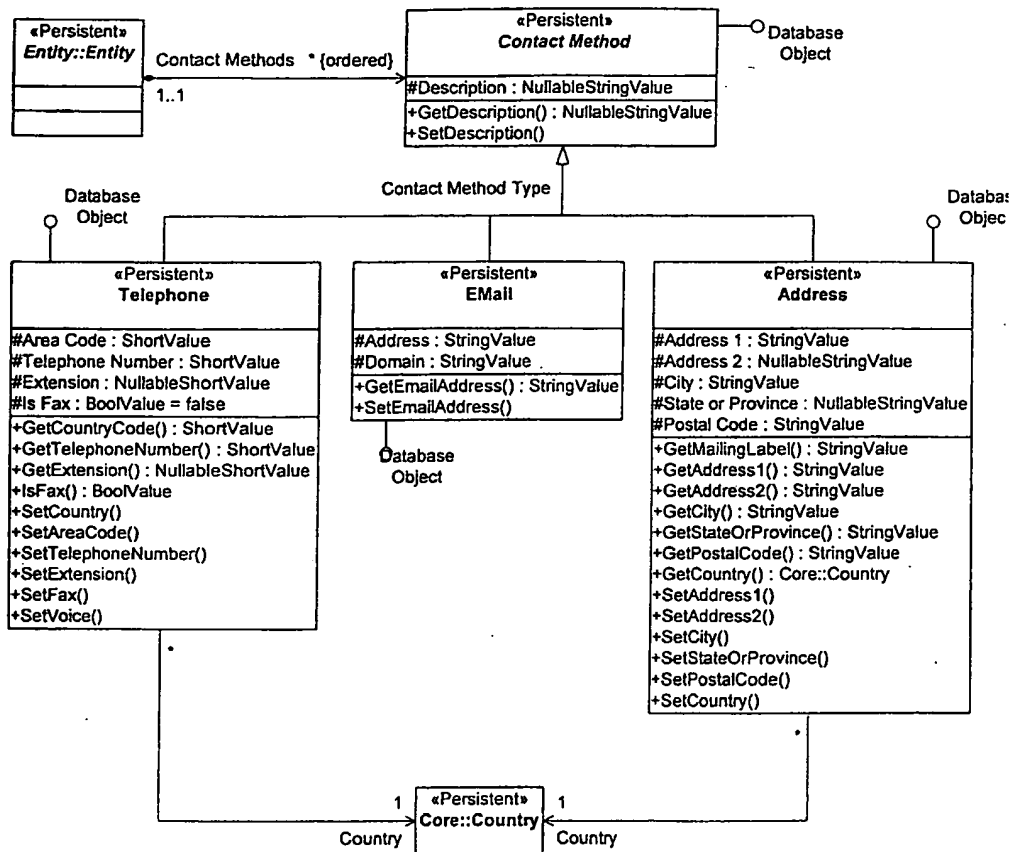 «Persistent»
Entity::Entity
Contact Methods * {ordered}
1..1
«Persistent»
Contact Method
#Description : NullableStringValue
+GetDescription() : NullableStringValue
+SetDescription()
Database
Object
Contact Method Type
Database
Object
Databas
Objec
«Persistent»
Telephone
#Area Code : ShortValue
#Telephone Number : ShortValue
#Extension : NullableShortValue
#Is Fax : BoolValue = false
+GetCountryCode() : ShortValue
+GetTelephoneNumber() : ShortValue
+GetExtension() : NullableShortValue
+IsFax() : BoolValue
+SetCountry()
+SetAreaCode()
+SetTelephoneNumber()
+SetExtension()
+SetFax()
+SetVoice()
«Persistent»
EMail
#Address : StringValue
#Domain : StringValue
+GetEmailAddress() : StringValue
+SetEmailAddress()
Database
Object
«Persistent»
Address
#Address 1 : StringValue
#Address 2 : NullableStringValue
#City : StringValue
#State or Province : NullableStringValue
#Postal Code : StringValue
+GetMailingLabel() : StringValue
+GetAddress1() : StringValue
+GetAddress2() : StringValue
+GetCity() : StringValue
+GetStateOrProvince() : StringValue
+GetPostalCode() : StringValue
+GetCountry() : Core::Country
+SetAddress1()
+SetAddress2()
+SetCity()
+SetStateOrProvince()
+SetPostalCode()
+SetCountry()
*
*
1
Country
«Persistent»
Core::Country
1
Country